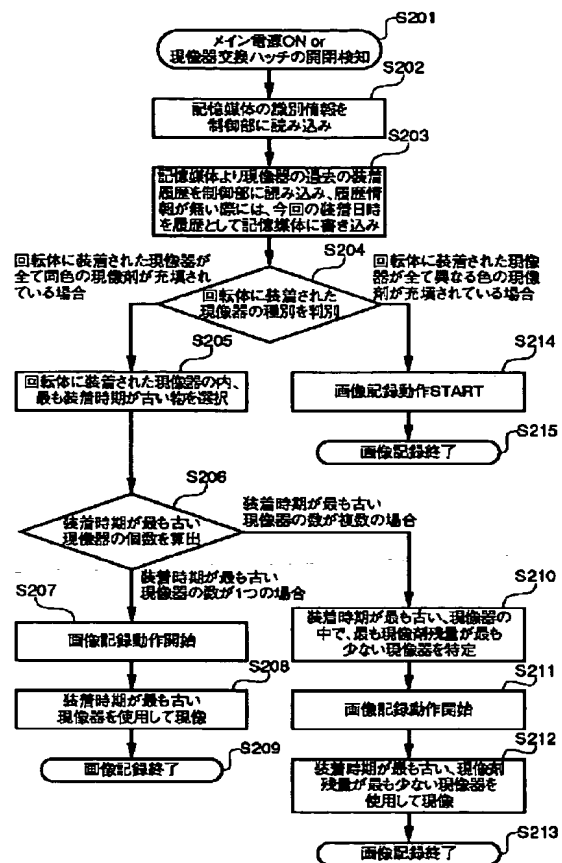 S201
メイン電源ON or
現像器交換ハッチの開閉検知
S202
記憶媒体の識別情報を
制御部に読み込み
S203
記憶媒体より現像器の過去の装着
履歴を制御部に読み込み、履歴情
報が無い際には、今回の装着日時
を履歴として記憶媒体に書き込み
S204
回転体に装着された現像器が
全て同色の現像剤が充填され
ている場合
回転体に装着された現像
器が全て異なる色の現像
剤が充填されている場合
回転体に装着された
現像器の種別を判別
S205
回転体に装着された現像器の内、
最も装着時期が古い物を選択
S214
画像記録動作START
S215
画像記録終了
S206
装着時期が最も古い
現像器の個数を算出
装着時期が最も古い
現像器の数が複数の場合
装着時期が最も古い
現像器の数が1つの場合
S207
画像記録動作開始
S208
装着時期が最も古い
現像器を使用して現像
S209
画像記録終了
S210
装着時期が最も古い、現像器の
中で、最も現像剤残量が最も
少ない現像器を特定
S211
画像記録動作開始
S212
装着時期が最も古い、現像剤
残量が最も少ない現像器を
使用して現像
S213
画像記録終了